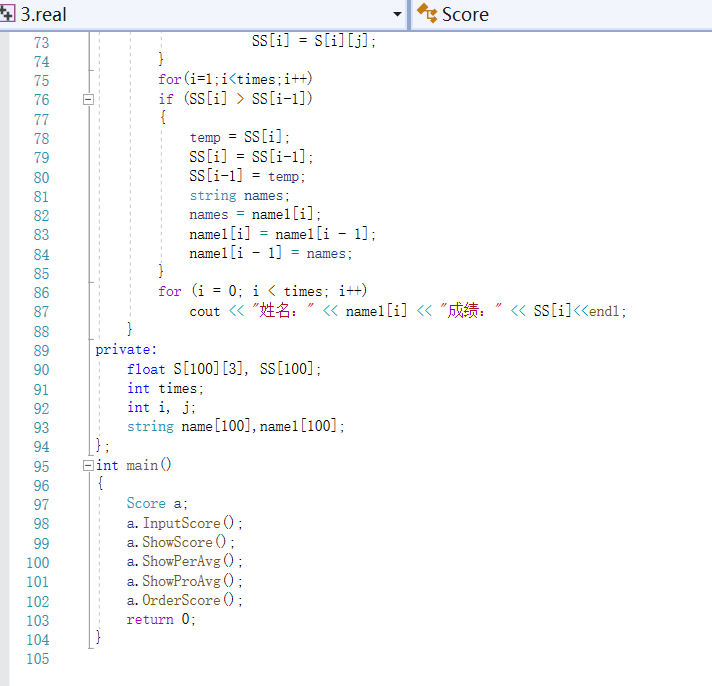 3.real Score
73 SS[i] = S[i][j];
74 }
75 for(i=1;i<times;i++)
76 if (SS[i] > SS[i-1])
77 {
78 temp = SS[i];
79 SS[i] = SS[i-1];
80 SS[i-1] = temp;
81 string names;
82 names = name1[i];
83 name1[i] = name1[i - 1];
84 name1[i - 1] = names;
85 }
86 for (i = 0; i < times; i++)
87 cout << "姓名：" << name1[i] << "成绩：" << SS[i]<<endl;
88 }
89 private:
90 float S[100][3], SS[100];
91 int times;
92 int i, j;
93 string name[100],name1[100];
94 };
95 int main()
96 {
97 Score a;
98 a.InputScore();
99 a.ShowScore();
100 a.ShowPerAvg();
101 a.ShowProAvg();
102 a.OrderScore();
103 return 0;
104 }
105